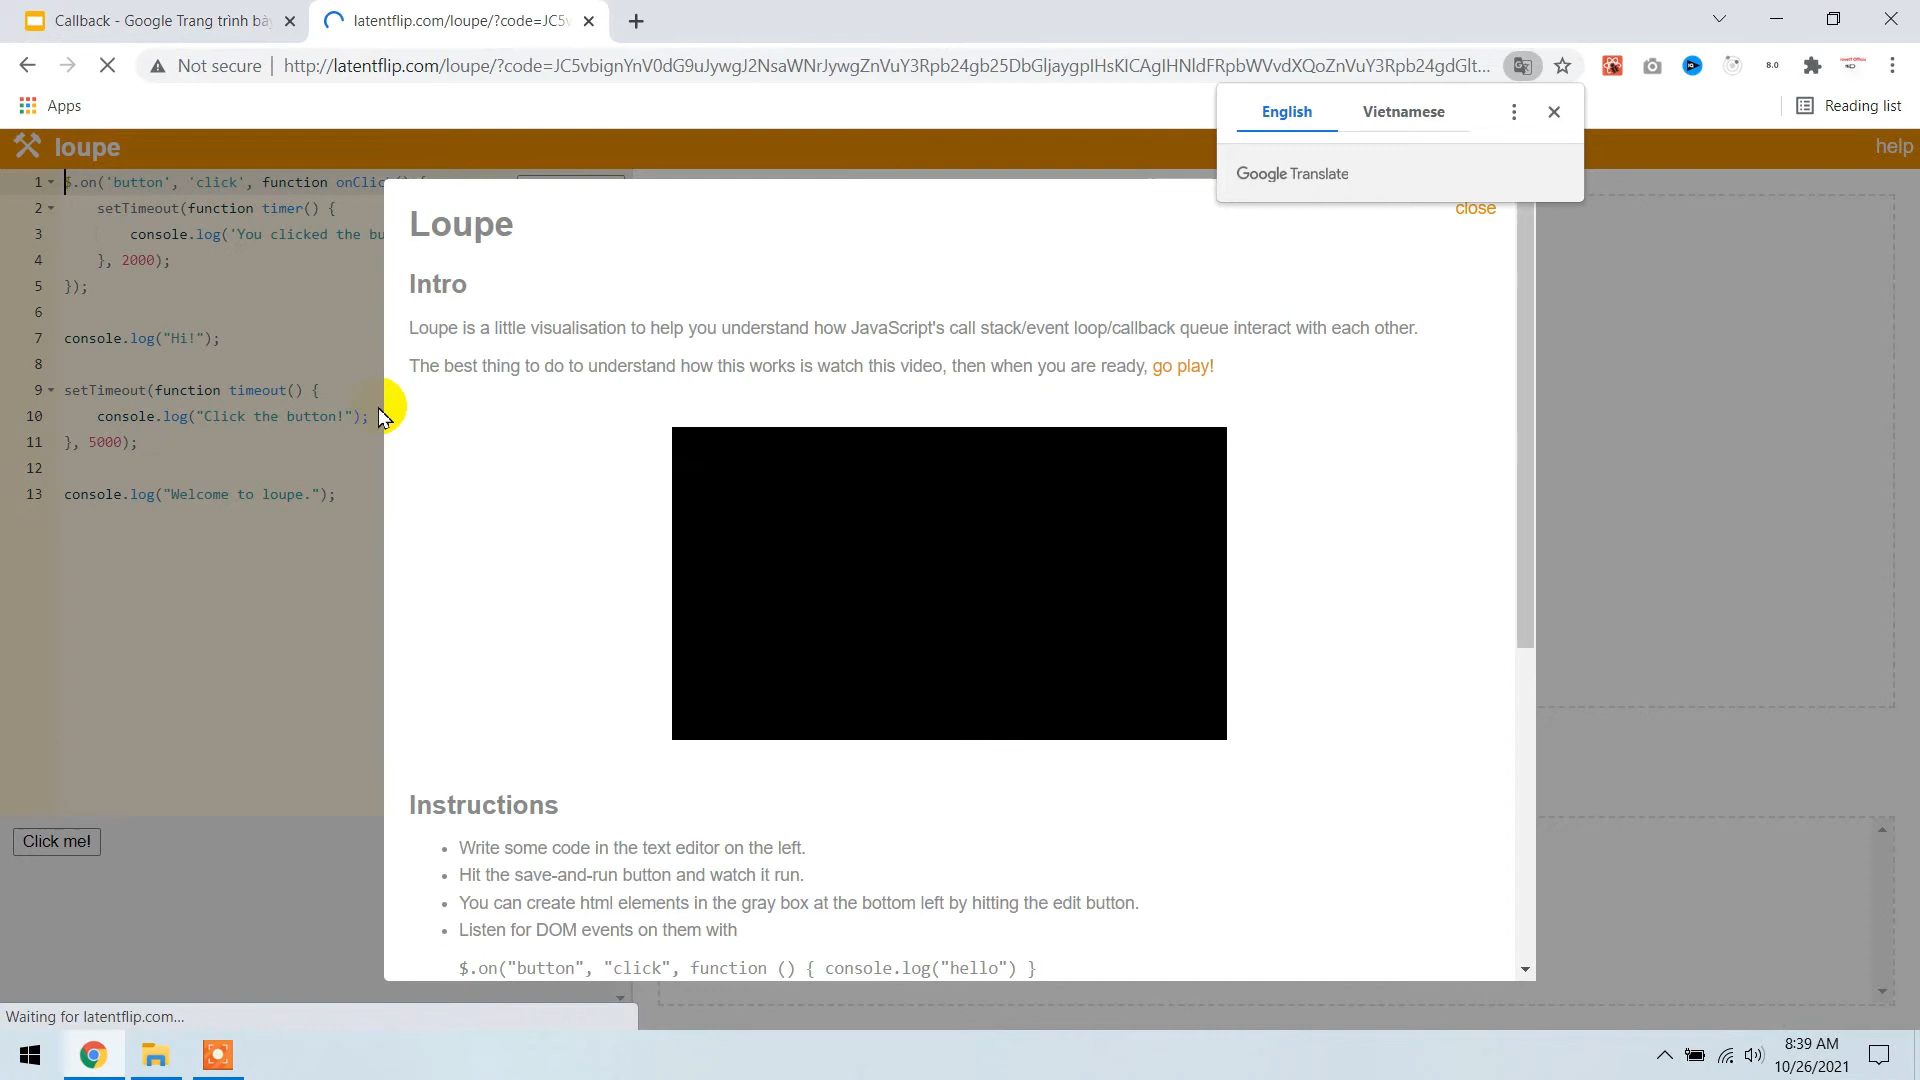 Callback - Google Trang trình bà
latentflip.com/loupe/?code=JC5v
Not secure
http://latentflip.com/loupe/?code=JC5vbignYnV0dG9uJywgJ2NsaWNrJywgZnVuY3Rpb24gb25DbGljaygpIHsKICAgIHNldFRpbWVvdXQoZnVuY3Rpb24gdGlt...
8.0
Apps
Reading list
English
Vietnamese
Google Translate
loupe
help
1 $.on('button', 'click', function onClic
2 setTimeout(function timer() {
3 console.log('You clicked the bu
4 }, 2000);
5 });
6
7 console.log("Hi!");
8
9 setTimeout(function timeout() {
10 console.log("Click the button!");
11 }, 5000);
12
13 console.log("Welcome to loupe.");
close
Loupe
Intro
Loupe is a little visualisation to help you understand how JavaScript's call stack/event loop/callback queue interact with each other.
The best thing to do to understand how this works is watch this video, then when you are ready, go play!
Instructions
Write some code in the text editor on the left.
Hit the save-and-run button and watch it run.
You can create html elements in the gray box at the bottom left by hitting the edit button.
Listen for DOM events on them with
$.on("button", "click", function () { console.log("hello") }
Click me!
Waiting for latentflip.com...
8:39 AM
10/26/2021